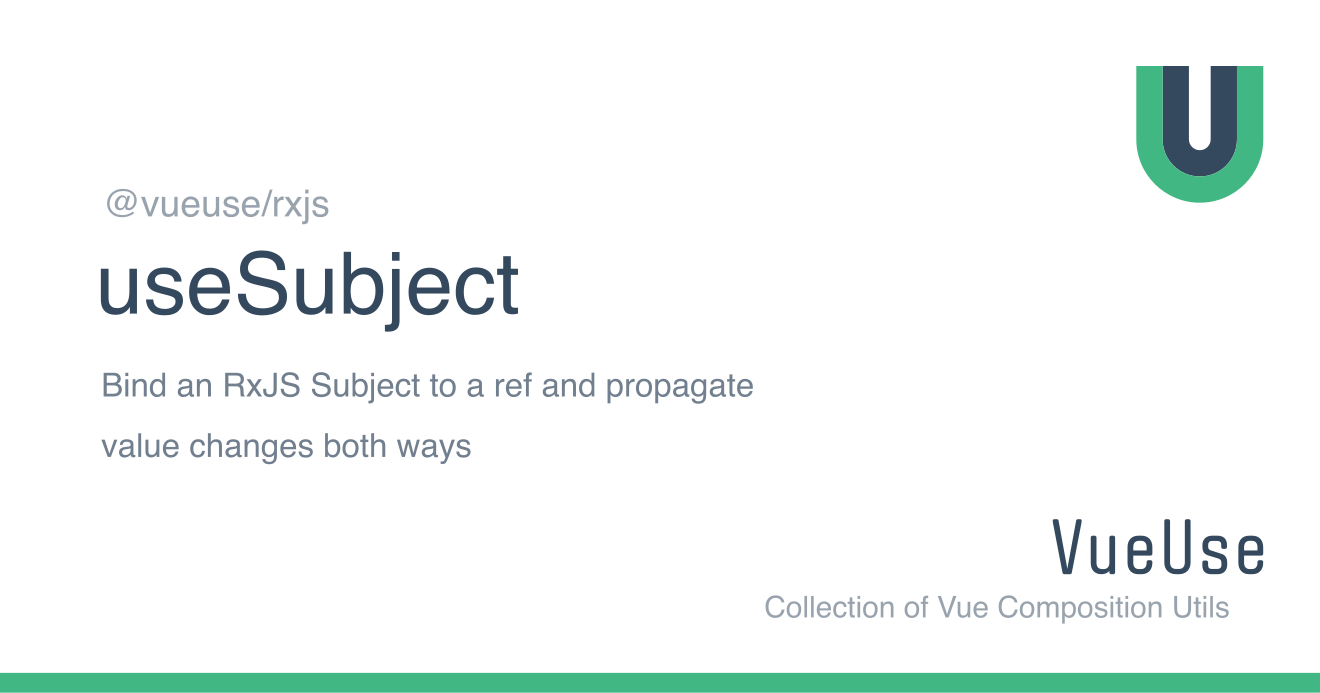 @vueuse/rxjs
useSubject
Bind an RxJS Subject to a ref and propagate
value changes both ways
VueUse
Collection of Vue Composition Utils